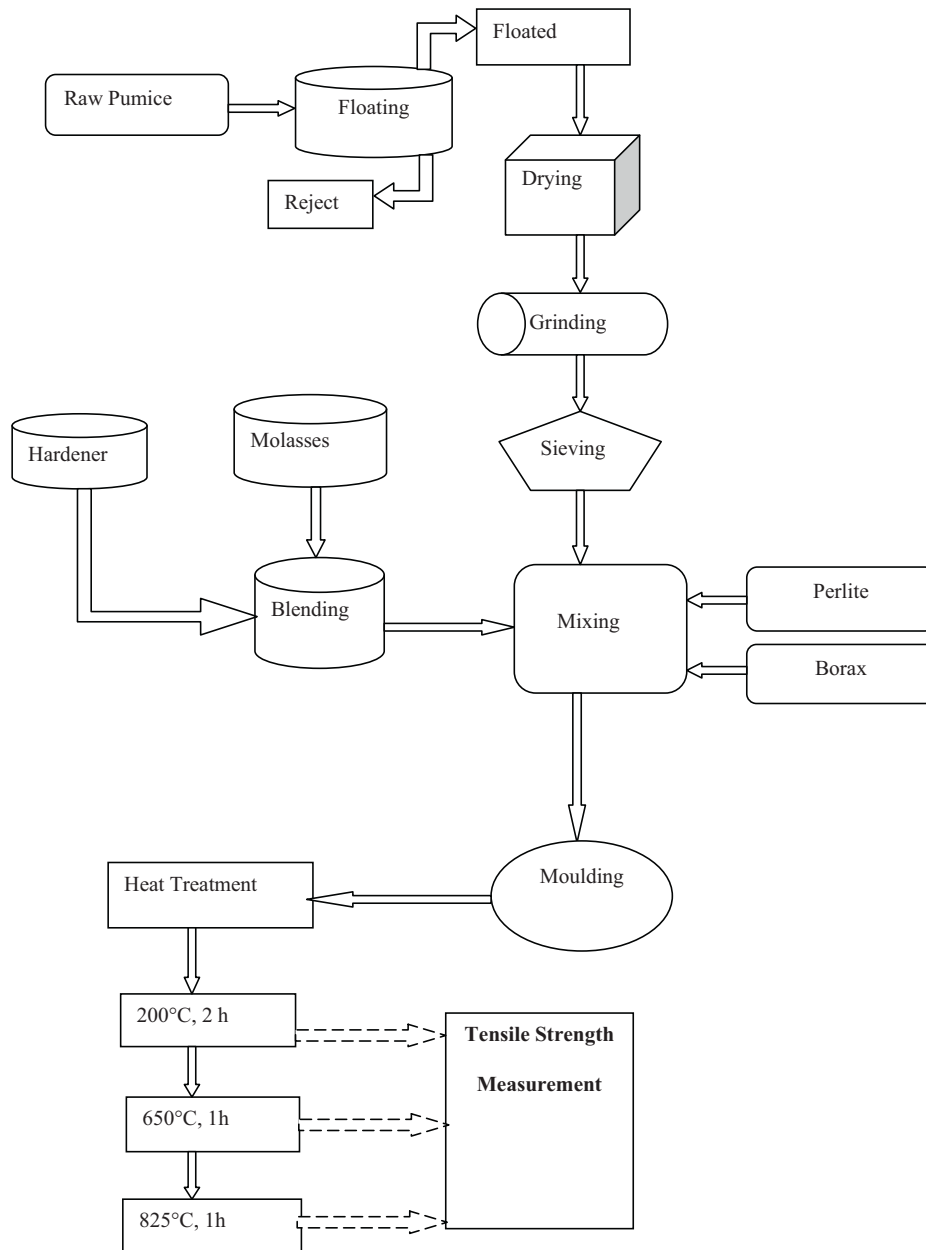 Floated
Raw Pumice
Floating
Reject
Drying
Grinding
Hardener
Molasses
Sieving
Blending
Mixing
Perlite
Borax
Moulding
Heat Treatment
200°C, 2 h
650°C, 1h
825°C, 1h
Tensile Strength
Measurement